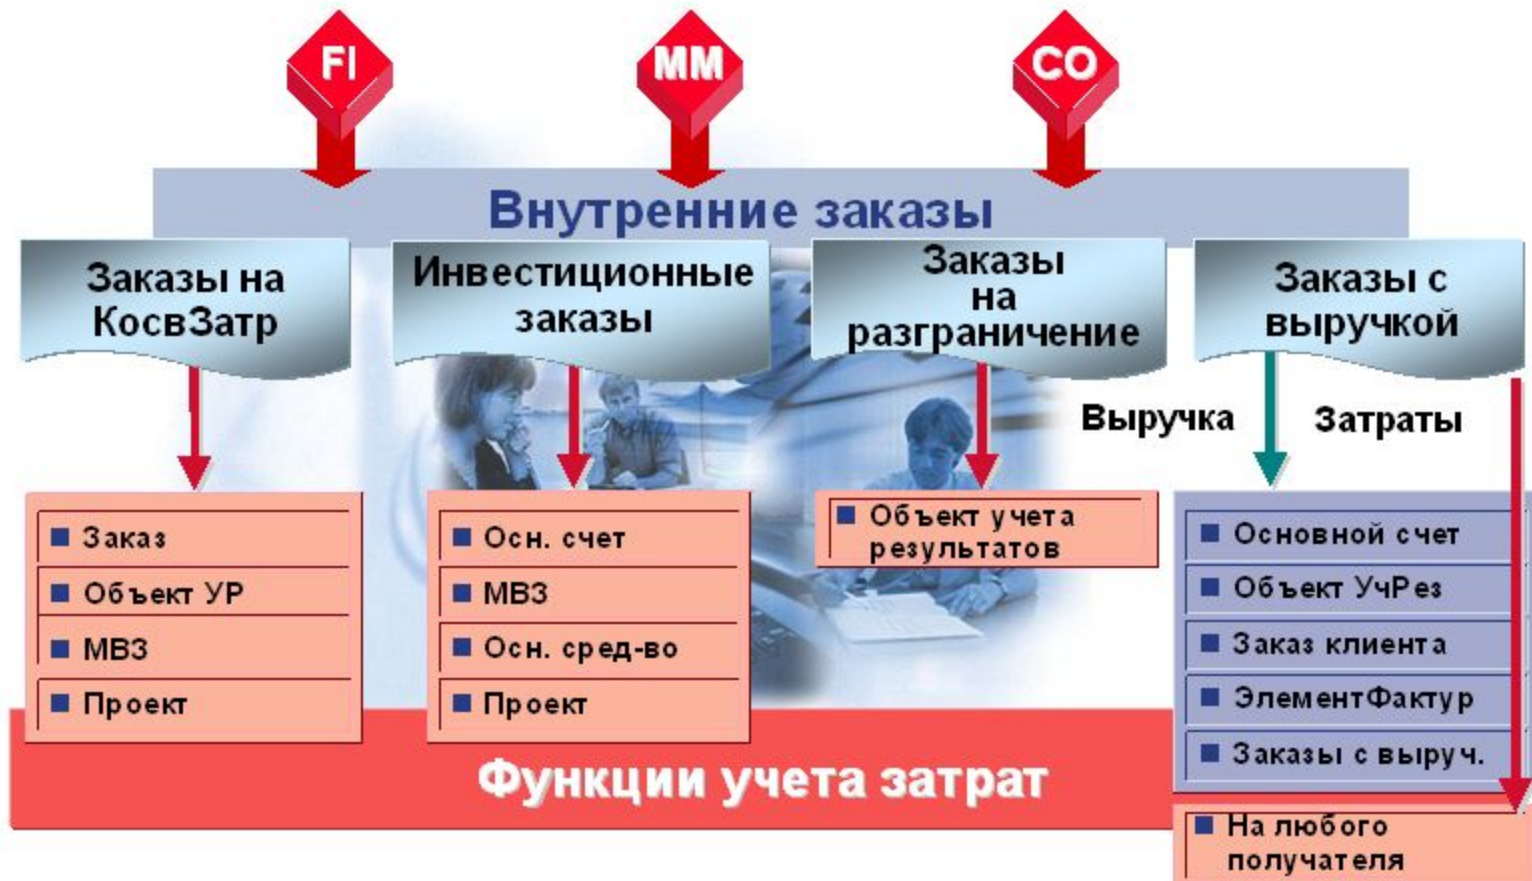 FI
MM
CO
Внутренние заказы
Заказы на
КосвЗатр
Инвестиционные
заказы
Заказы
на
разграничение
Заказы с
выручкой
Выручка
Затраты
Заказ
Объект УР
МВЗ
Проект
Осн. счет
МВЗ
Осн. сред-во
Проект
Объект учета
результатов
Основной счет
Объект УчРез
Заказ клиента
ЭлементФактур
Заказы с выруч.
На любого
получателя
Функции учета затрат